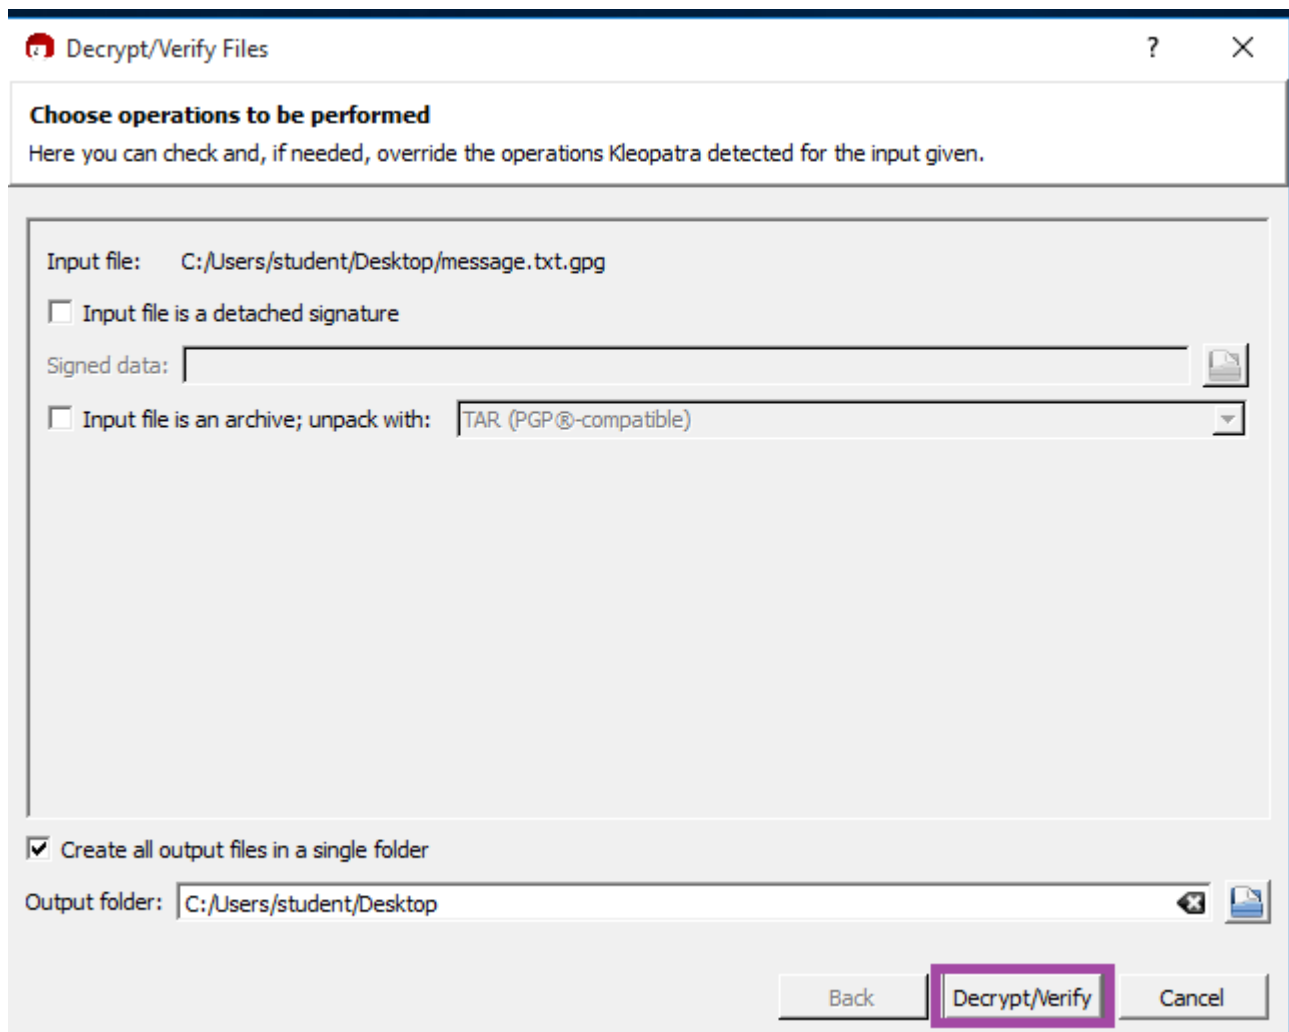 Decrypt/Verify Files ?
Choose operations to be performed
Here you can check and, if needed, override the operations Kleopatra detected for the input given.
Input file: C:/Users/student/Desktop/message.txt.gpg
Input file is a detached signature
Signed data:
Input file is an archive; unpack with: TAR (PGP®-compatible)
Create all output files in a single folder
Output folder: C:/Users/student/Desktop
Back Decrypt/Verify Cancel